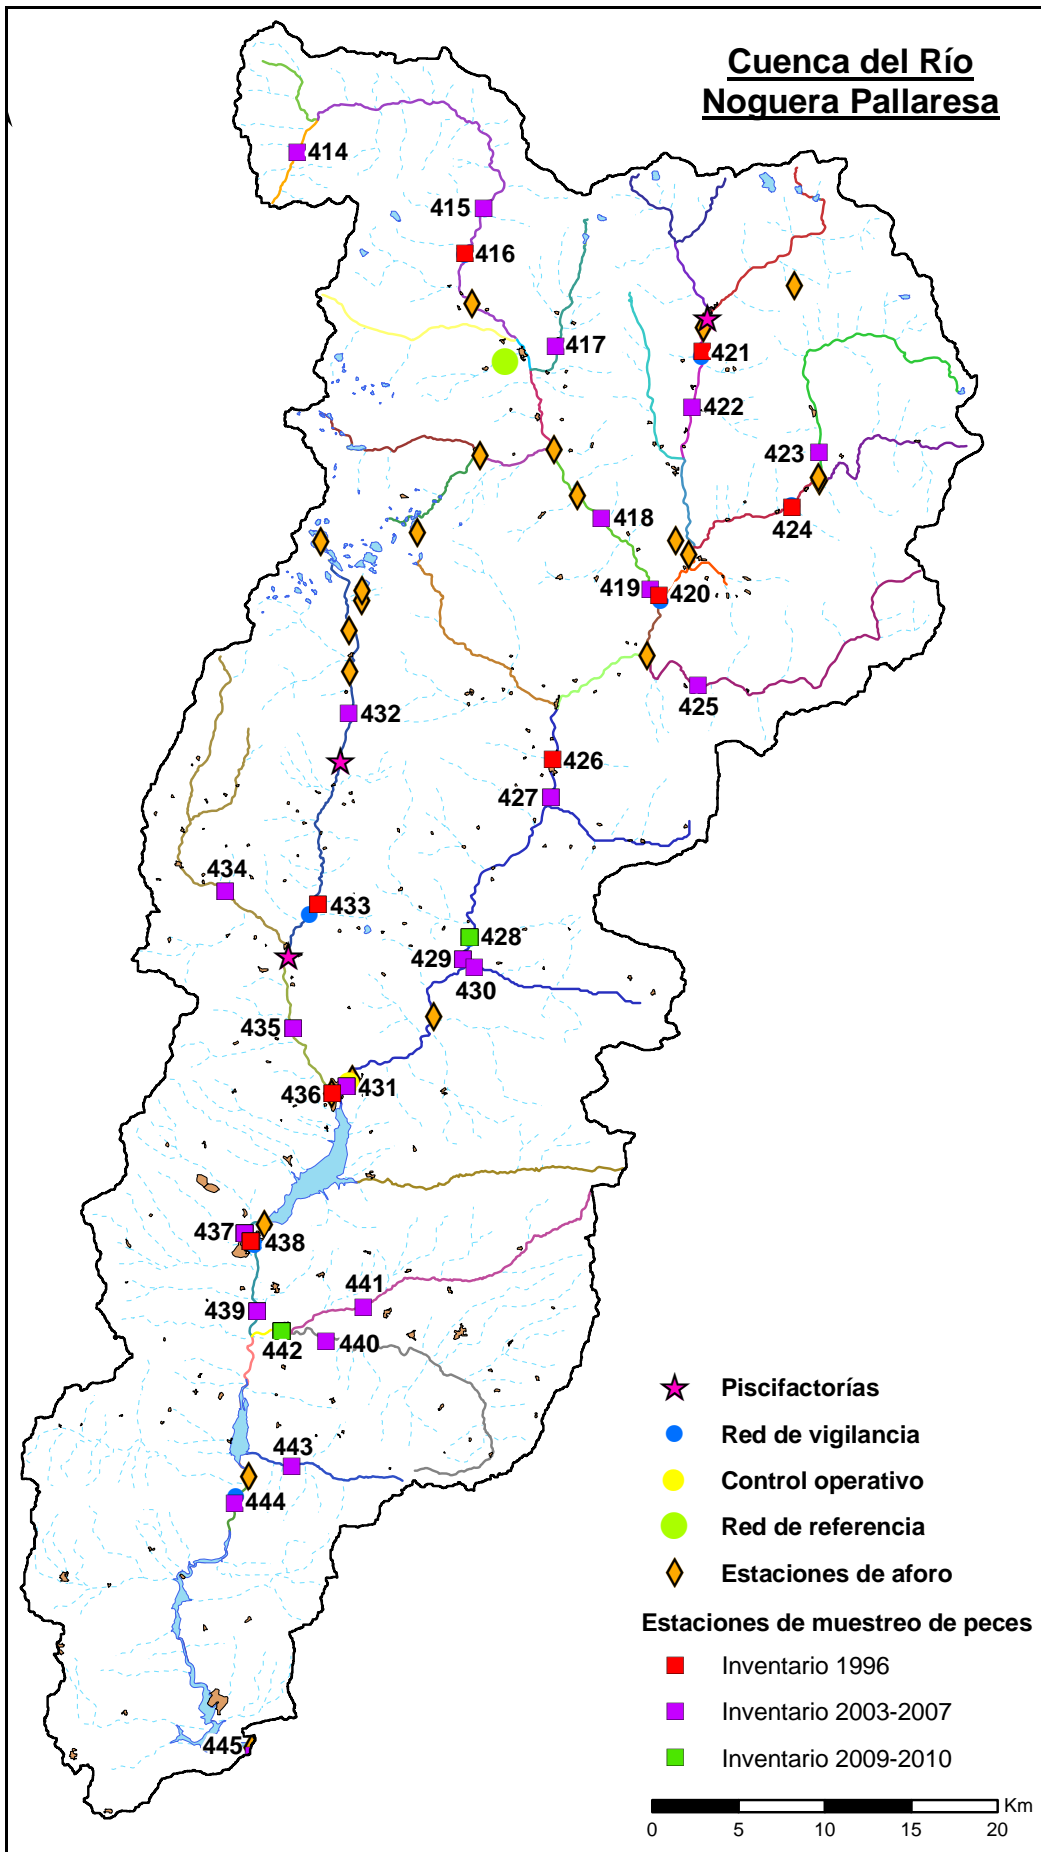 Cuenca del Río
Noguera Pallaresa
414
415
416
417
421
422
423
424
418
419
420
425
426
427
432
434
433
428
429
430
435
436
431
437
438
441
439
442
440
443
444
445
Piscifactorías
Red de vigilancia
Control operativo
Red de referencia
Estaciones de aforo
Estaciones de muestreo de peces
Inventario 1996
Inventario 2003-2007
Inventario 2009-2010
Km
0 5 10 15 20